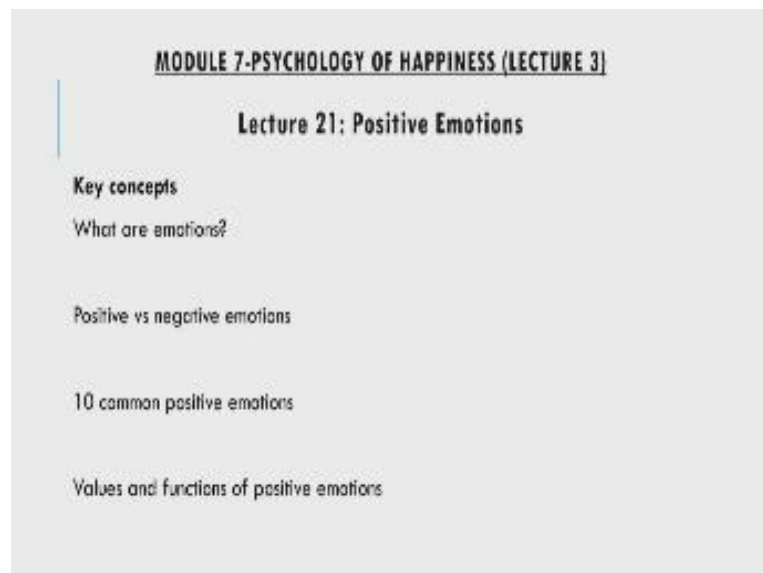 MODULE 7-PSYCHOLOGY OF HAPPINESS (LECTURE 3)
Lecture 21: Positive Emotions
Key concepts
What are emotions?
Positive vs negative emotions
10 common positive emotions
Values and functions of positive emotions